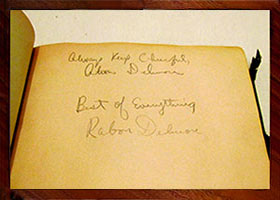 Always Keep Cheerful,
Alton Delmore
Best of Everything
Rabon Delmore